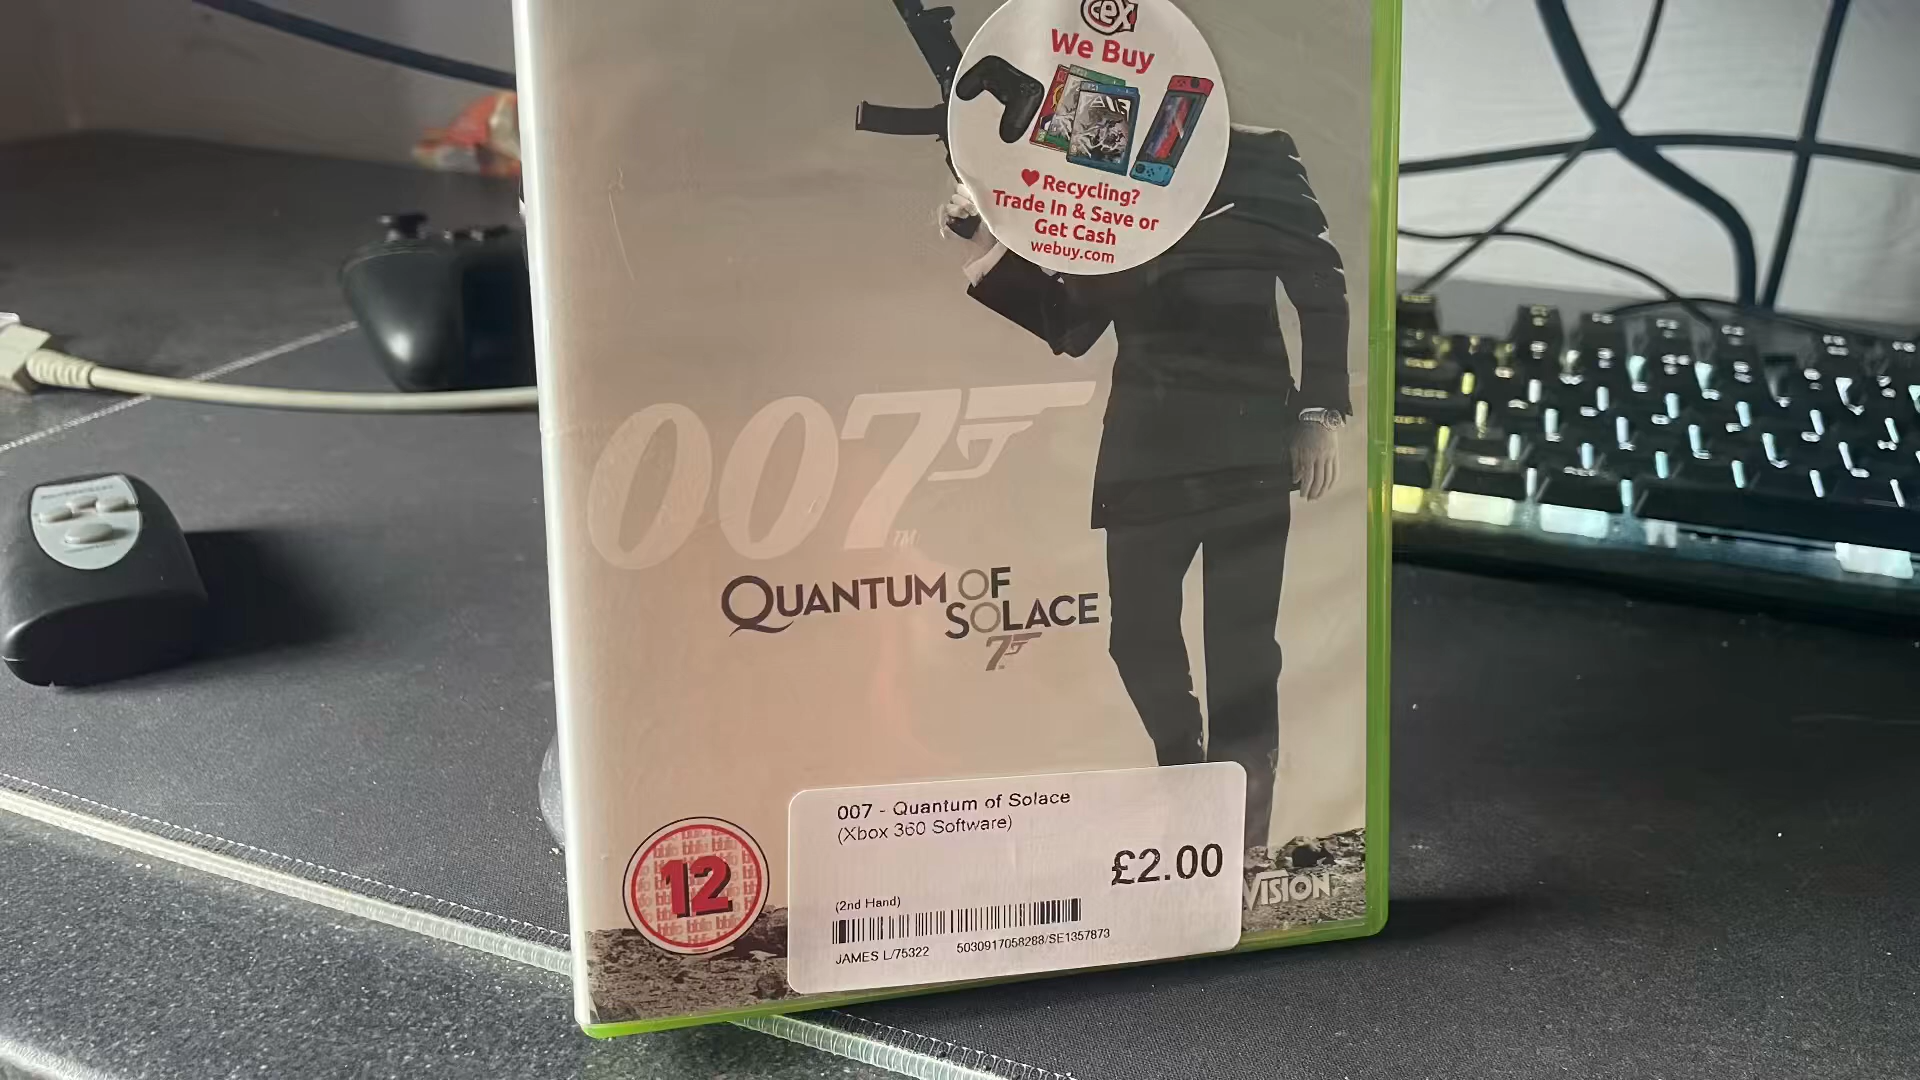 CeX
We Buy
Recycling?
Trade In & Save or
Get Cash
webuy.com
007
TM
QUANTUM OF
SOLACE
7
12
007 - Quantum of Solace
(Xbox 360 Software)
£2.00
(2nd Hand)
JAMES L/75322 5030917058288/SE1357873
VISION